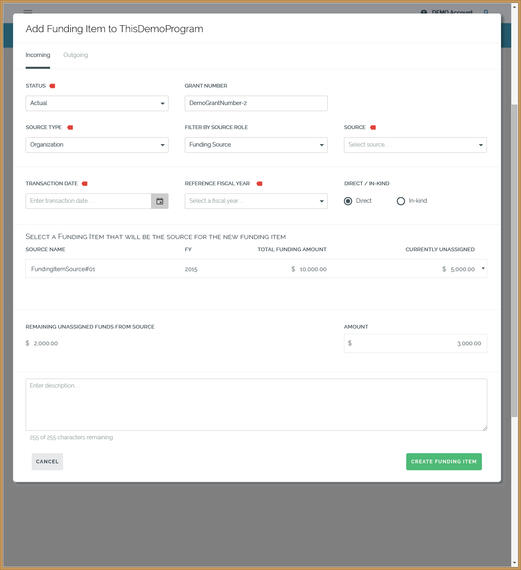 DEMO Account
Add Funding Item to ThisDemoProgram
Incoming Outgoing
STATUS GRANT NUMBER
Actual DemoGrantNumber-2
SOURCE TYPE FILTER BY SOURCE ROLE SOURCE
Organization Funding Source Select source...
TRANSACTION DATE REFERENCE FISCAL YEAR DIRECT / IN-KIND
Enter transaction date... Select a fiscal year... Direct In-kind
Select a Funding Item that will be the source for the new funding item
SOURCE NAME FY TOTAL FUNDING AMOUNT CURRENTLY UNASSIGNED
FundingItemSource#01 2015 $ 10,000.00 $ 5,000.00
REMAINING UNASSIGNED FUNDS FROM SOURCE AMOUNT
$ 2,000.00 $ 3,000.00
Enter description
255 of 255 characters remaining
CANCEL CREATE FUNDING ITEM